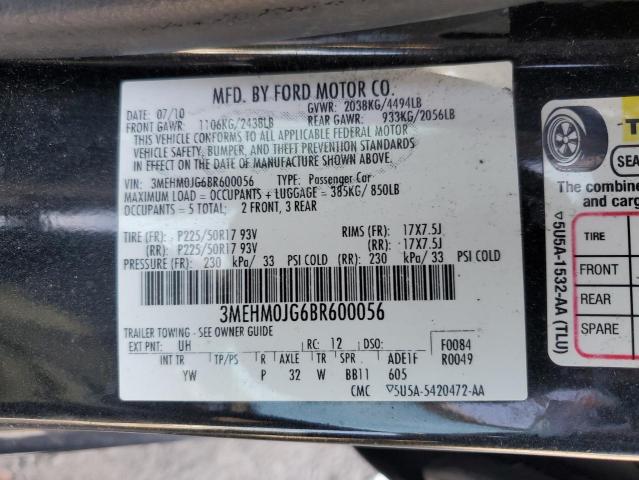 MFD. BY FORD MOTOR CO.
DATE: 07/10 GVWR: 2038KG/4494LB
FRONT GAWR: 1106KG/2438LB REAR GAWR: 933KG/2056LB
THIS VEHICLE CONFORMS TO ALL APPLICABLE FEDERAL MOTOR
VEHICLE SAFETY, BUMPER, AND THEFT PREVENTION STANDARDS
IN EFFECT ON THE DATE OF MANUFACTURE SHOWN ABOVE.
VIN: 3MEHM0JG6BR600056 TYPE: Passenger Car
MAXIMUM LOAD = OCCUPANTS + LUGGAGE = 385KG/ 850LB
OCCUPANTS = 5 TOTAL: 2 FRONT, 3 REAR
TIRE (FR): P225/50R17 93V RIMS (FR): 17X7.5J
(RR): P225/50R17 93V (RR): 17X7.5J
PRESSURE (FR): 230 kPa/ 33 PSI COLD (RR): 230 kPa/ 33 PSI COLD
3MEHM0JG6BR600056
TRAILER TOWING - SEE OWNER GUIDE
EXT PNT: UH RC: 12 DSO: F0084
INT TR TP/PS R AXLE TR SPR ADE1F R0049
YW P 32 W BB11 605
CMC ▽5U5A-5420472-AA
T
SEA
The combin
and carg
TIRE
FRONT
REAR
SPARE
▽5U5A-1532-AA (TLU)